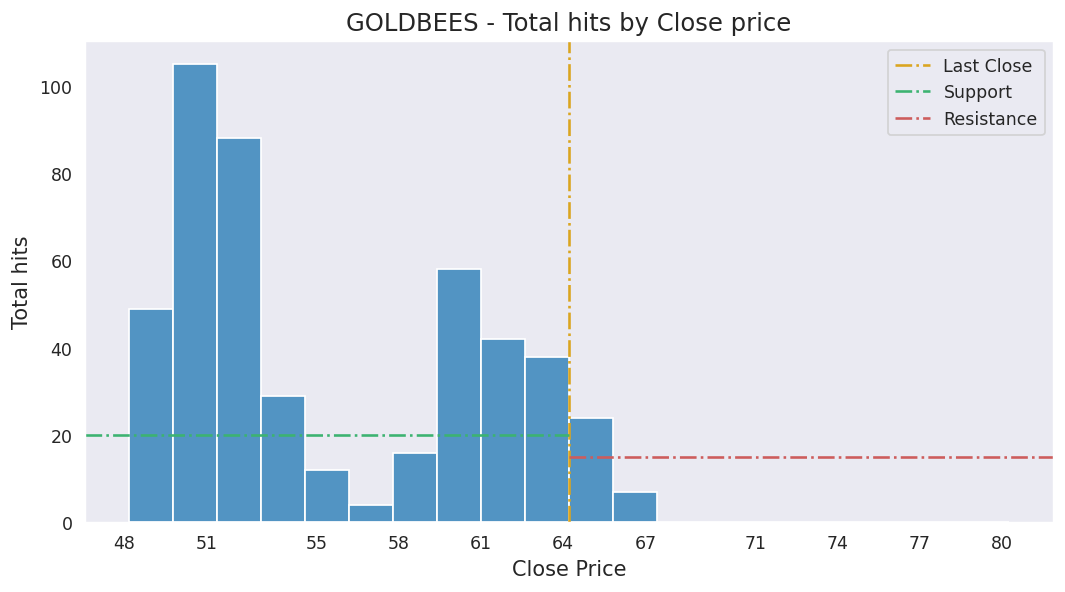 GOLDBEES - Total hits by Close price
Last Close
Support
Resistance
Total hits
100
80
60
40
20
0
48 51 55 58 61 64 67 71 74 77 80
Close Price